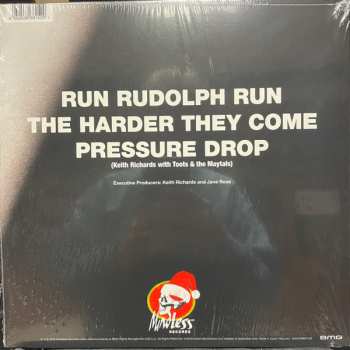 RUN RUDOLPH RUN
THE HARDER THEY COME
PRESSURE DROP
(Keith Richards with Toots & the Maytals)
Executive Producers: Keith Richards and Jane Rose
Mindless
RECORDS
BMG